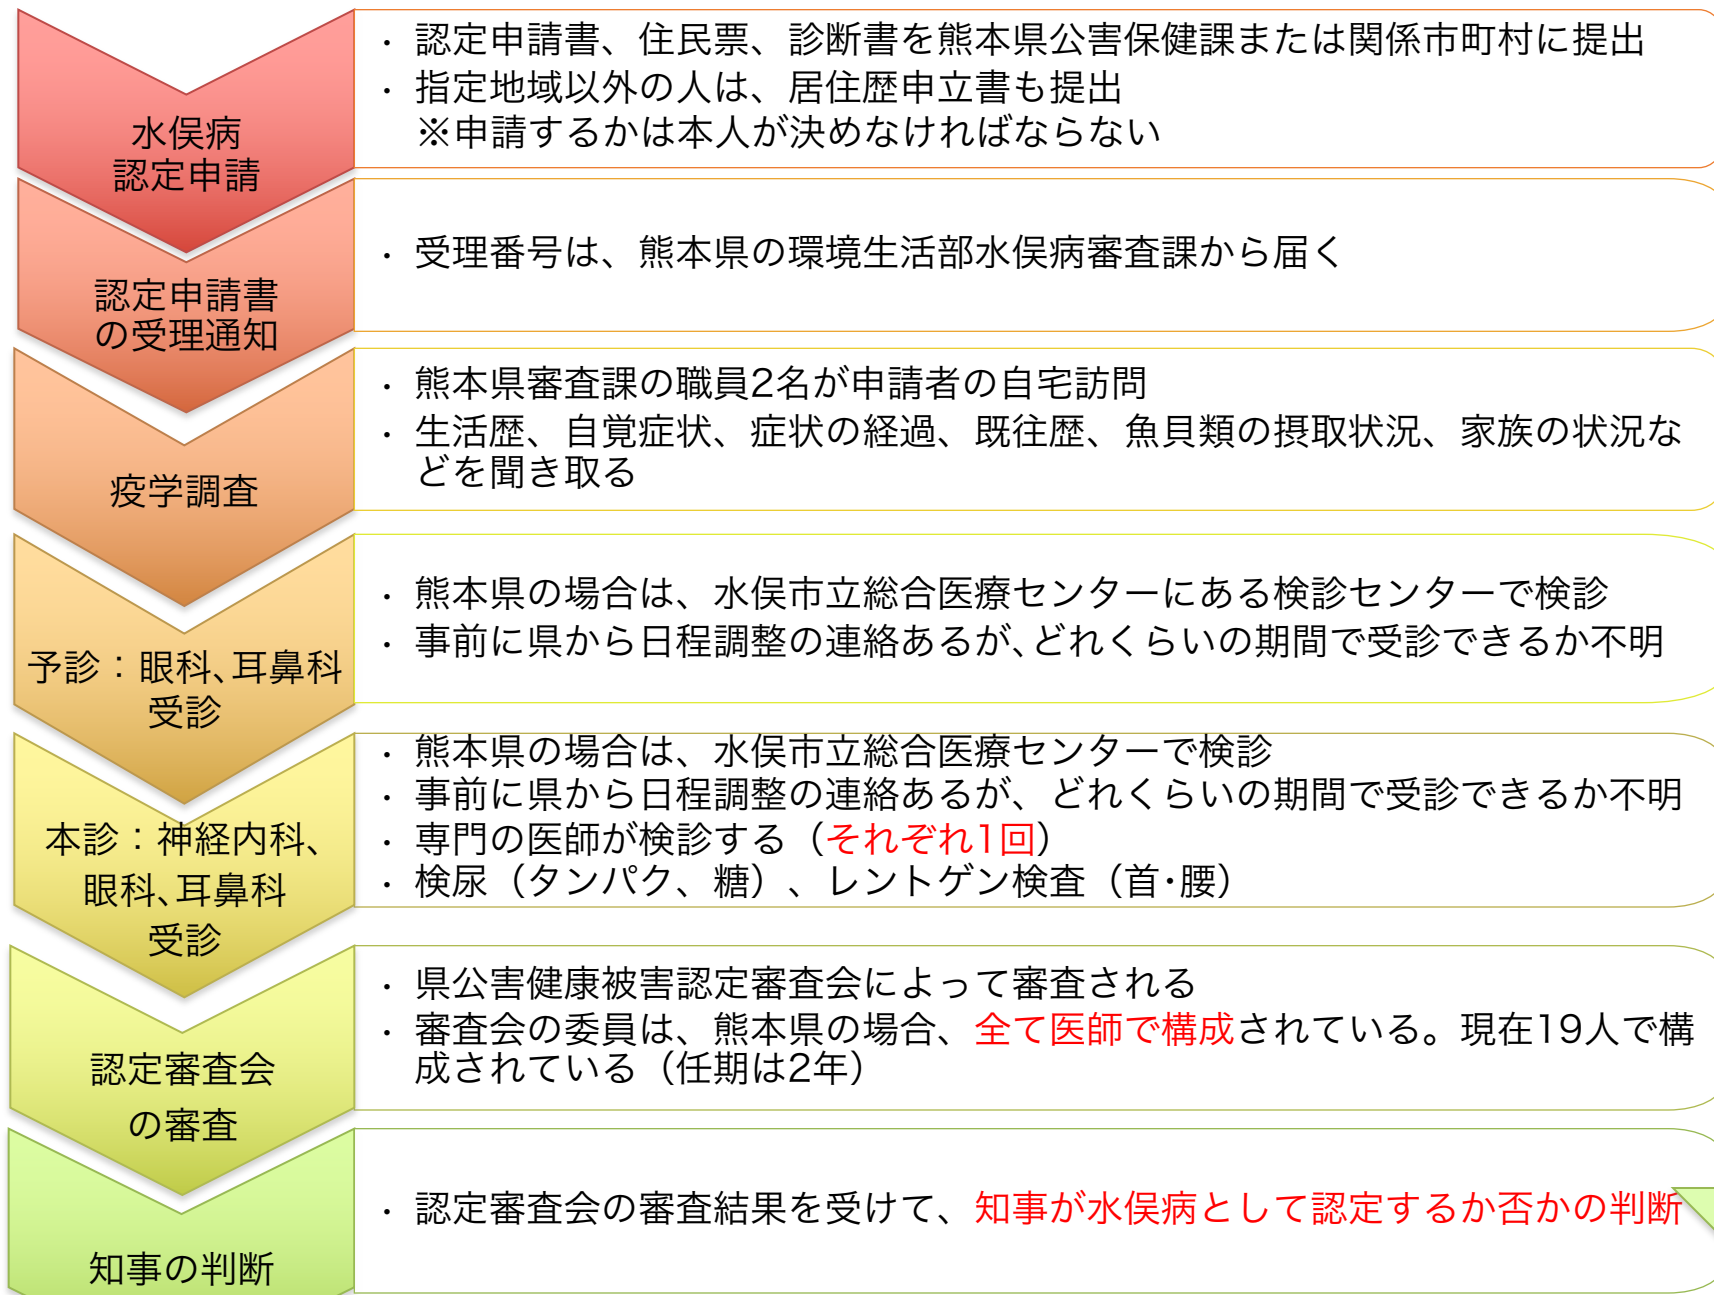 水俣病
認定申請
・認定申請書、住民票、診断書を熊本県公害保健課または関係市町村に提出
・指定地域以外の人は、居住歴申立書も提出
※申請するかは本人が決めなければならない
認定申請書
の受理通知
・受理番号は、熊本県の環境生活部水俣病審査課から届く
疫学調査
・熊本県審査課の職員2名が申請者の自宅訪問
・生活歴、自覚症状、症状の経過、既往歴、魚貝類の摂取状況、家族の状況な
どを聞き取る
予診：眼科、耳鼻科
受診
・熊本県の場合は、水俣市立総合医療センターにある検診センターで検診
・事前に県から日程調整の連絡あるが、どれくらいの期間で受診できるか不明
本診：神経内科、
眼科、耳鼻科
受診
・熊本県の場合は、水俣市立総合医療センターで検診
・事前に県から日程調整の連絡あるが、どれくらいの期間で受診できるか不明
・専門の医師が検診する（それぞれ1回）
・検尿（タンパク、糖）、レントゲン検査（首・腰）
認定審査会
の審査
・県公害健康被害認定審査会によって審査される
・審査会の委員は、熊本県の場合、全て医師で構成されている。現在19人で構
成されている（任期は2年）
知事の判断
・認定審査会の審査結果を受けて、知事が水俣病として認定するか否かの判断